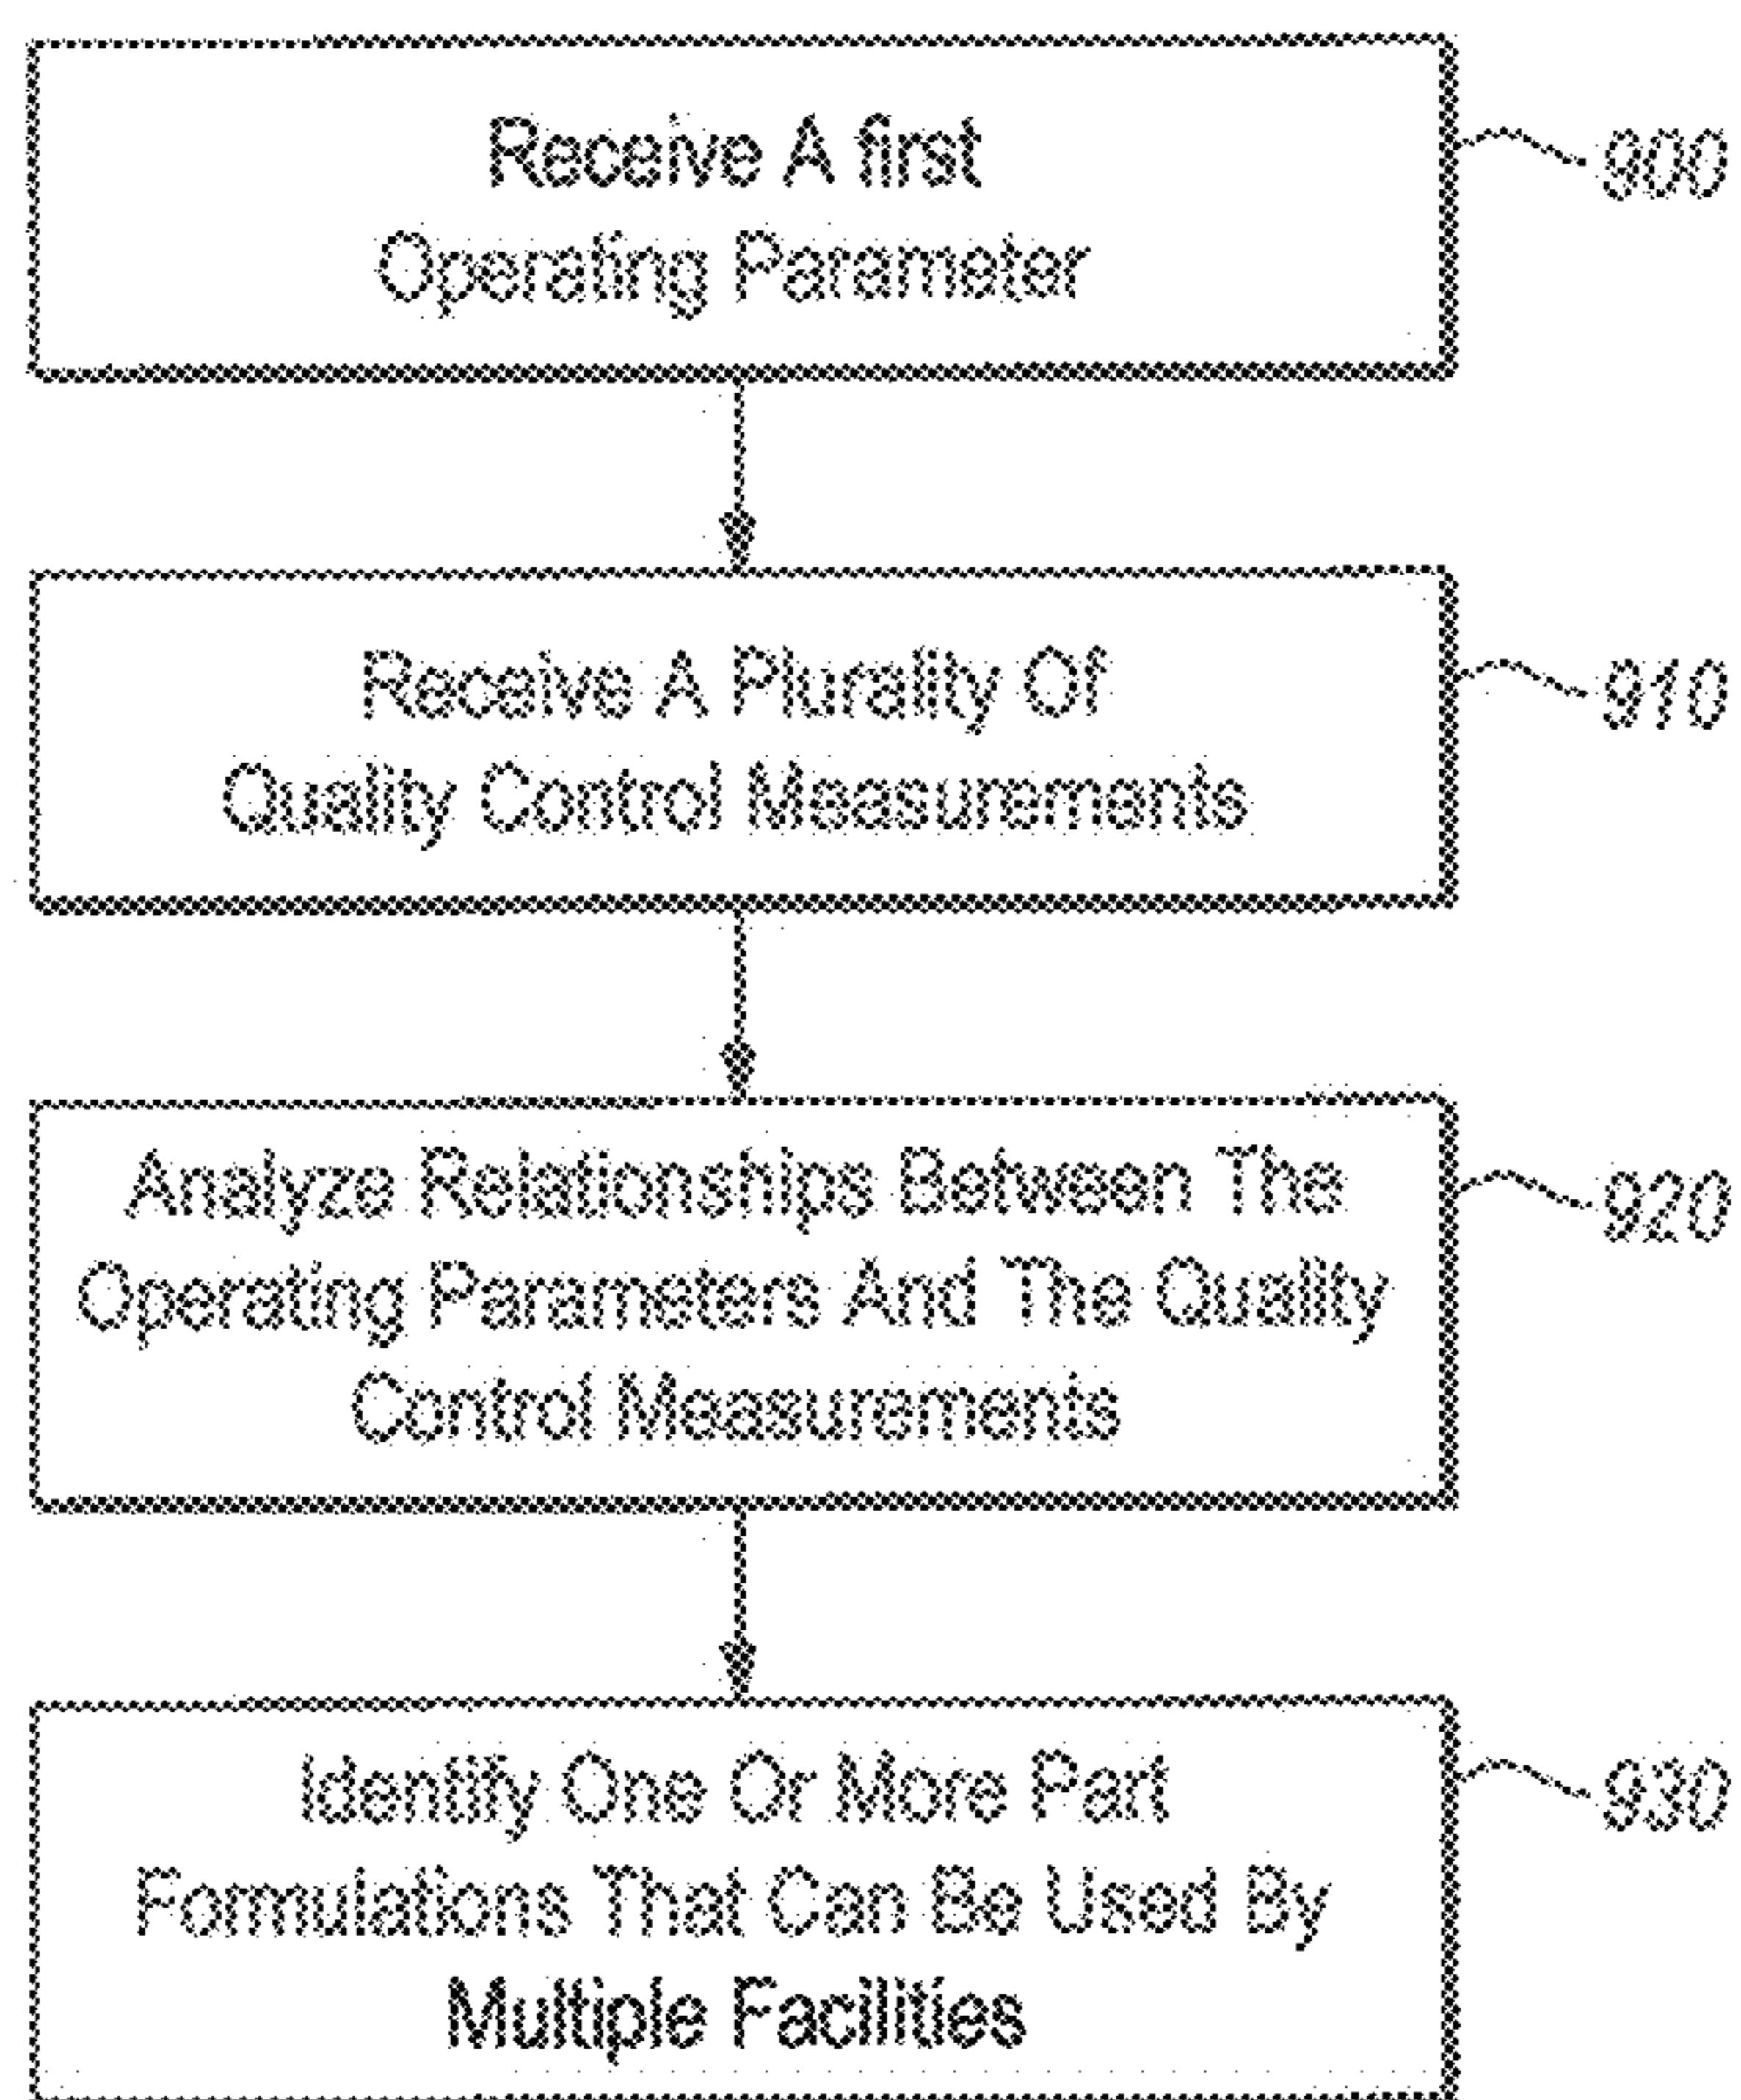 Receive A first
Operating Parameter
900
Receive A Plurality Of
Quality Control Measurements
910
Analyze Relationships Between The
Operating Parameters And The Quality
Control Measurements
920
Identify One Or More Part
Formulations That Can Be Used By
Multiple Facilities
930